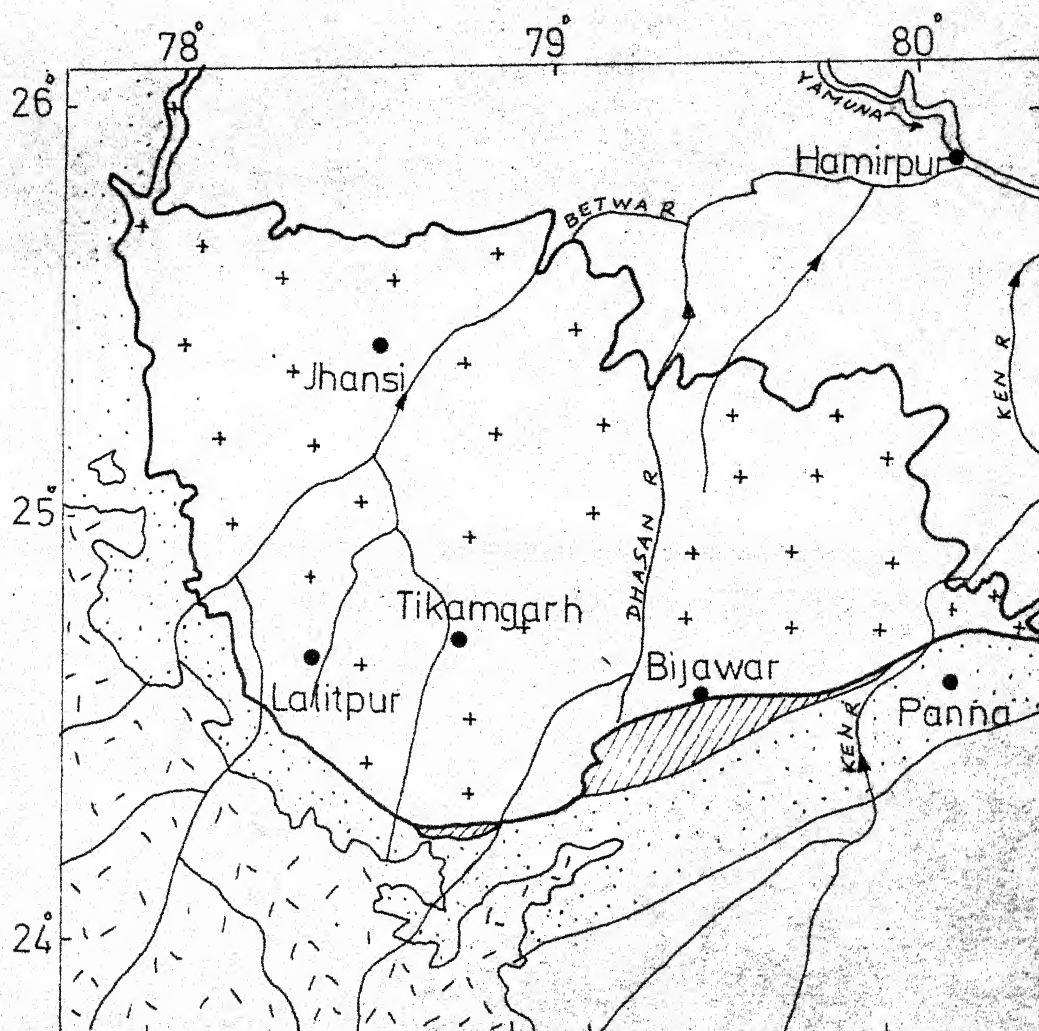 78°
79°
80°
26°
YAMUNA
Hamirpur
BETWA R
KEN R
Jhansi
25°
DHASAN R
Tikamgarh
Bijawar
Lalitpur
Panna
KEN R
24°